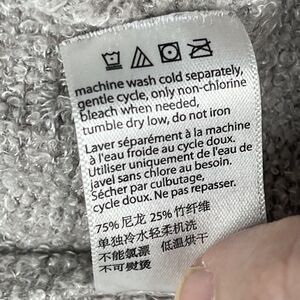 machine wash cold separately,
gentle cycle, only non-chlorine
bleach when needed,
tumble dry low, do not iron
Laver séparément à la machine
à l'eau froide au cycle doux.
Utiliser uniquement de l'eau de
javel sans chlore au besoin.
Sécher par culbutage,
cycle doux. Ne pas repasser.
75% 尼龙 25% 竹纤维
单独冷水轻柔机洗
不能氯漂 低温烘干
不可熨烫